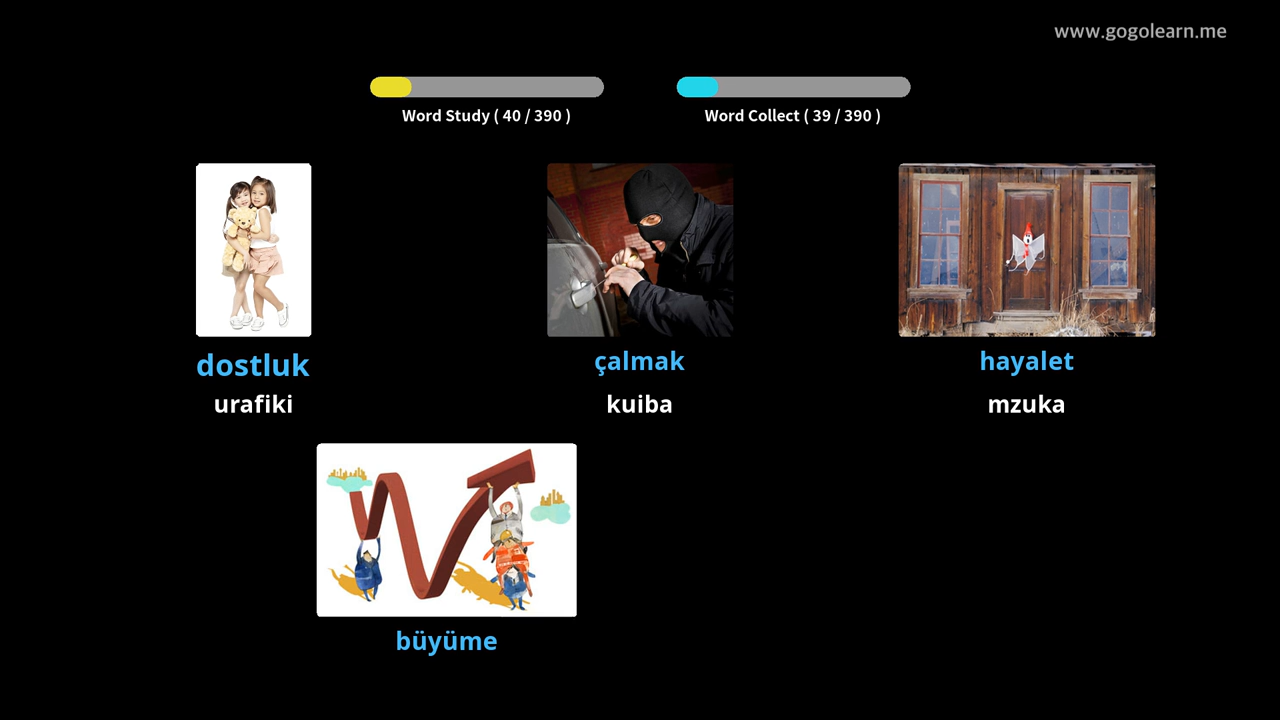 www.gogolearn.me
Word Study ( 40 / 390 )
Word Collect ( 39 / 390 )
dostluk
urafiki
çalmak
kuiba
hayalet
mzuka
büyüme